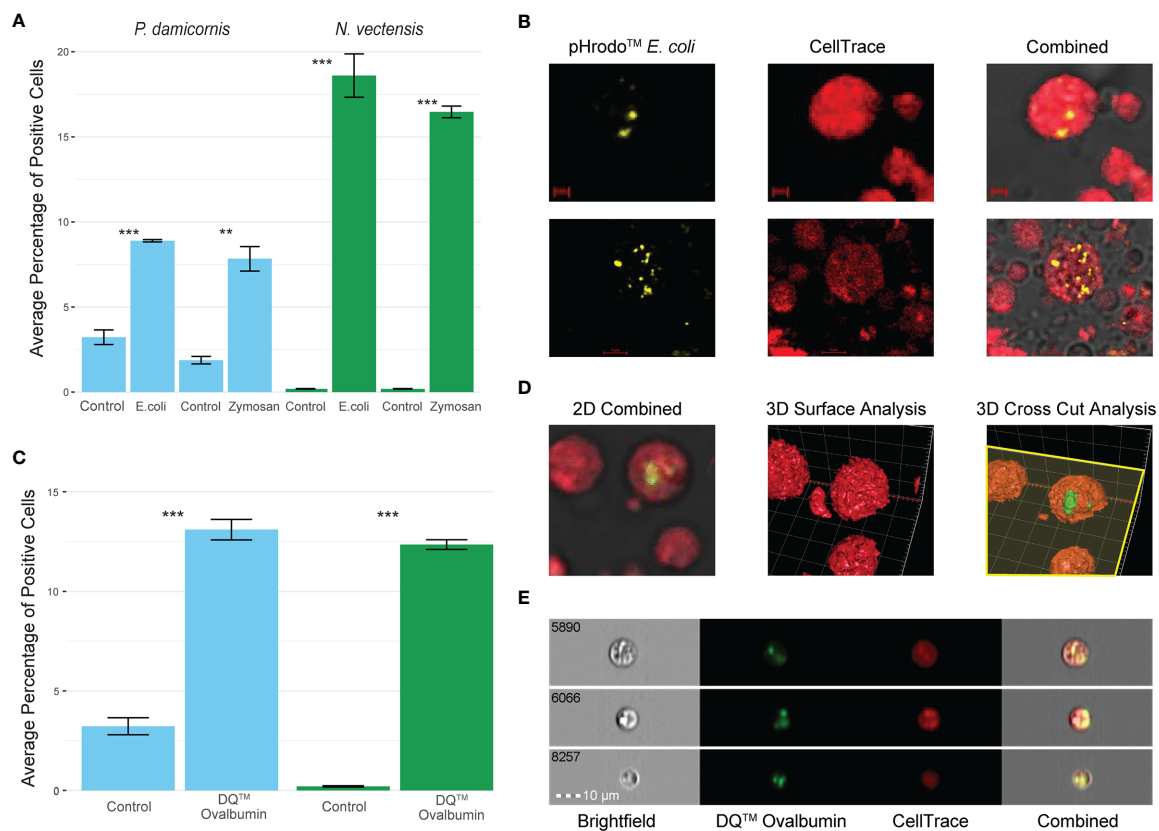 A
P. damicornis
N. vectensis
Average Percentage of Positive Cells
20
15
10
5
0
***
**
***
***
Control
E.coli
Control
Zymosan
Control
E.coli
Control
Zymosan
B
pHrodo™ E. coli
CellTrace
Combined
C
Average Percentage of Positive Cells
15
10
5
0
***
***
Control
DQ™
Ovalbumin
Control
DQ™
Ovalbumin
D
2D Combined
3D Surface Analysis
3D Cross Cut Analysis
E
5890
6066
8257
10 µm
Brightfield
DQ™ Ovalbumin
CellTrace
Combined